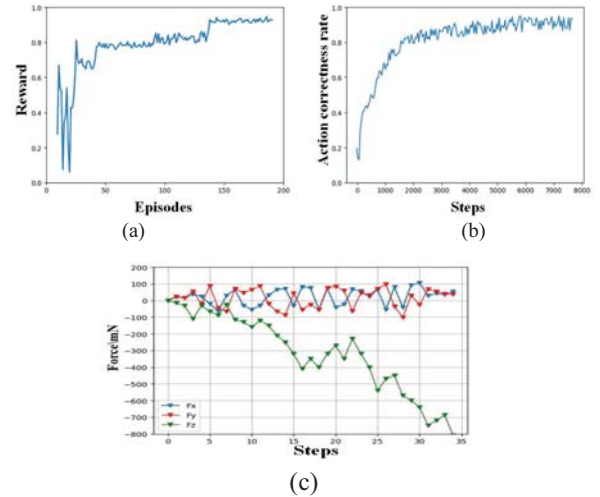 1.0
0.8
0.6
0.4
0.2
0.0
Reward
0 50 100 150 200
Episodes
(a)
1.0
0.8
0.6
0.4
0.2
0.0
Action correctness rate
0 1000 2000 3000 4000 5000 6000 7000 8000
Steps
(b)
200
100
0
−100
−200
−300
−400
−500
−600
−700
−800
Force/mN
Fx
Fy
Fz
0 5 10 15 20 25 30 35
Steps
(c)